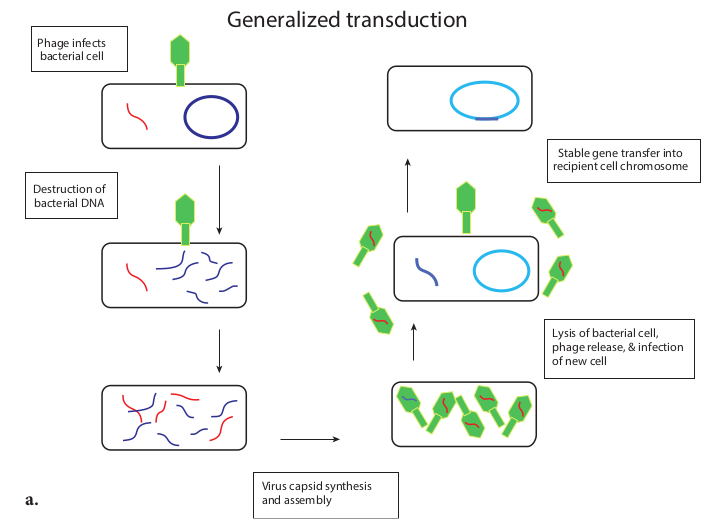 Generalized transduction
Phage infects
bacterial cell
Destruction of
bacterial DNA
Stable gene transfer into
recipient cell chromosome
Lysis of bacterial cell,
phage release, & infection
of new cell
Virus capsid synthesis
and assembly
a.